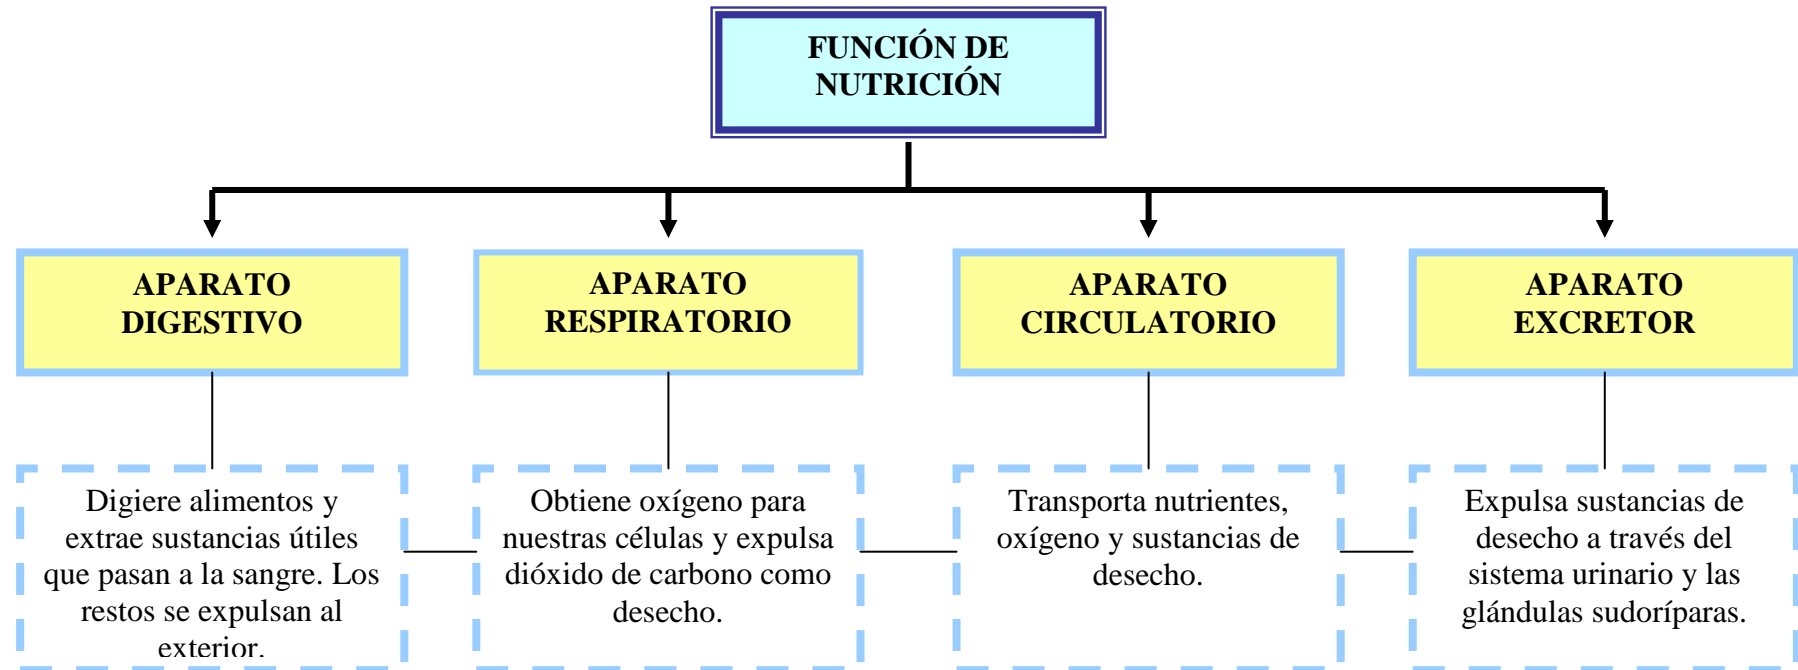 FUNCIÓN DE
NUTRICIÓN
APARATO
DIGESTIVO
APARATO
RESPIRATORIO
APARATO
CIRCULATORIO
APARATO
EXCRETOR
Digiere alimentos y
extrae sustancias útiles
que pasan a la sangre. Los
restos se expulsan al
exterior.
Obtiene oxígeno para
nuestras células y expulsa
dióxido de carbono como
desecho.
Transporta nutrientes,
oxígeno y sustancias de
desecho.
Expulsa sustancias de
desecho a través del
sistema urinario y las
glándulas sudoríparas.